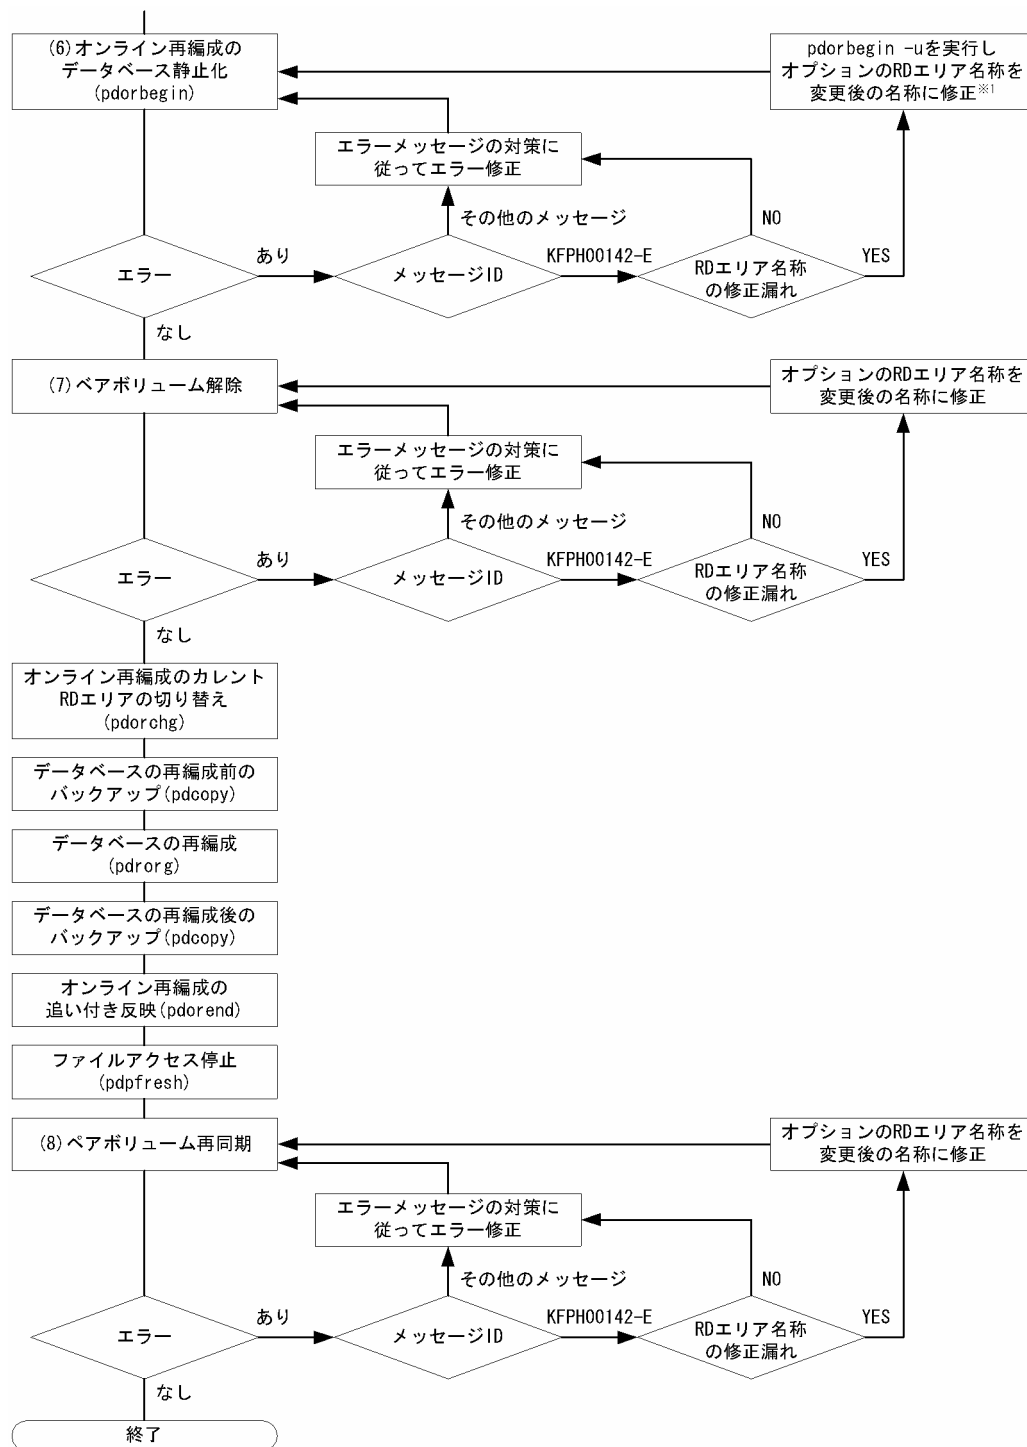 (6)オンライン再編成の
データベース静止化
(pdorbegin)
pdorbegin -uを実行し
オプションのRDエリア名称を
変更後の名称に修正※1
エラーメッセージの対策に
従ってエラー修正
その他のメッセージ
NO
エラー
あり
メッセージID
KFPH00142-E
RDエリア名称
の修正漏れ
YES
なし
(7)ペアボリューム解除
オプションのRDエリア名称を
変更後の名称に修正
エラーメッセージの対策に
従ってエラー修正
その他のメッセージ
NO
エラー
あり
メッセージID
KFPH00142-E
RDエリア名称
の修正漏れ
YES
なし
オンライン再編成のカレント
RDエリアの切り替え
(pdorchg)
データベースの再編成前の
バックアップ(pdcopy)
データベースの再編成
(pdrorg)
データベースの再編成後の
バックアップ(pdcopy)
オンライン再編成の
追い付き反映(pdorend)
ファイルアクセス停止
(pdpfresh)
(8)ペアボリューム再同期
オプションのRDエリア名称を
変更後の名称に修正
エラーメッセージの対策に
従ってエラー修正
その他のメッセージ
NO
エラー
あり
メッセージID
KFPH00142-E
RDエリア名称
の修正漏れ
YES
なし
終了